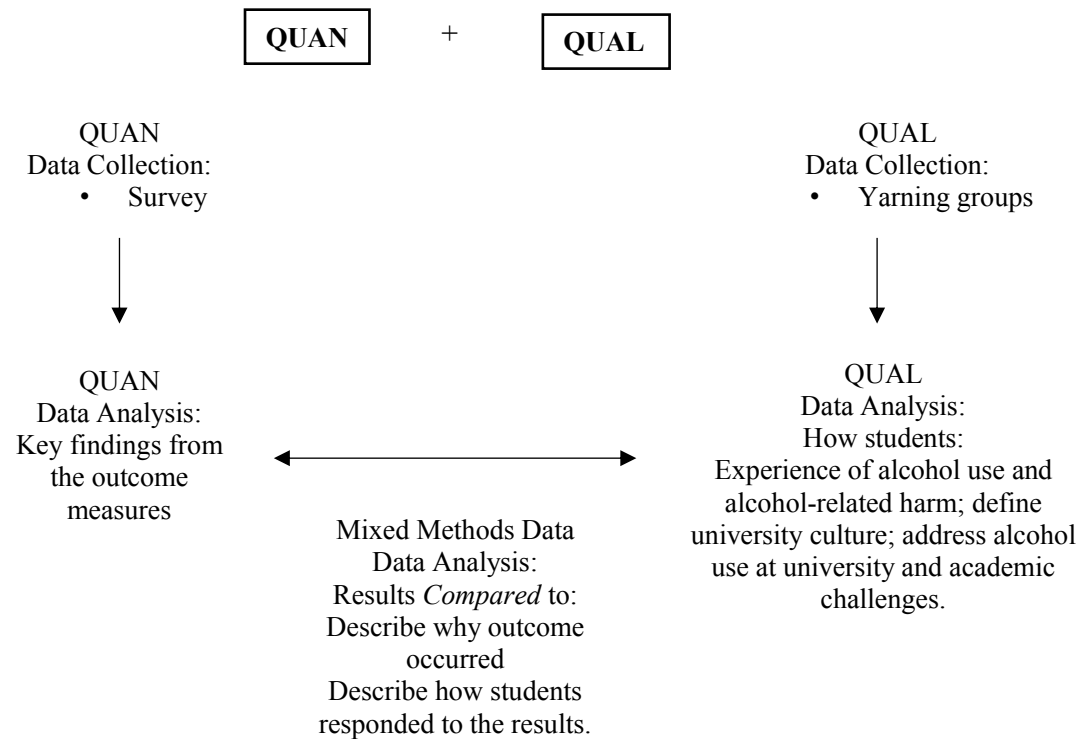 QUAN + QUAL
QUAN
Data Collection:
• Survey
QUAL
Data Collection:
• Yarning groups
QUAN
Data Analysis:
Key findings from
the outcome
measures
QUAL
Data Analysis:
How students:
Experience of alcohol use and
alcohol-related harm; define
university culture; address alcohol
use at university and academic
challenges.
Mixed Methods Data
Data Analysis:
Results Compared to:
Describe why outcome
occurred
Describe how students
responded to the results.